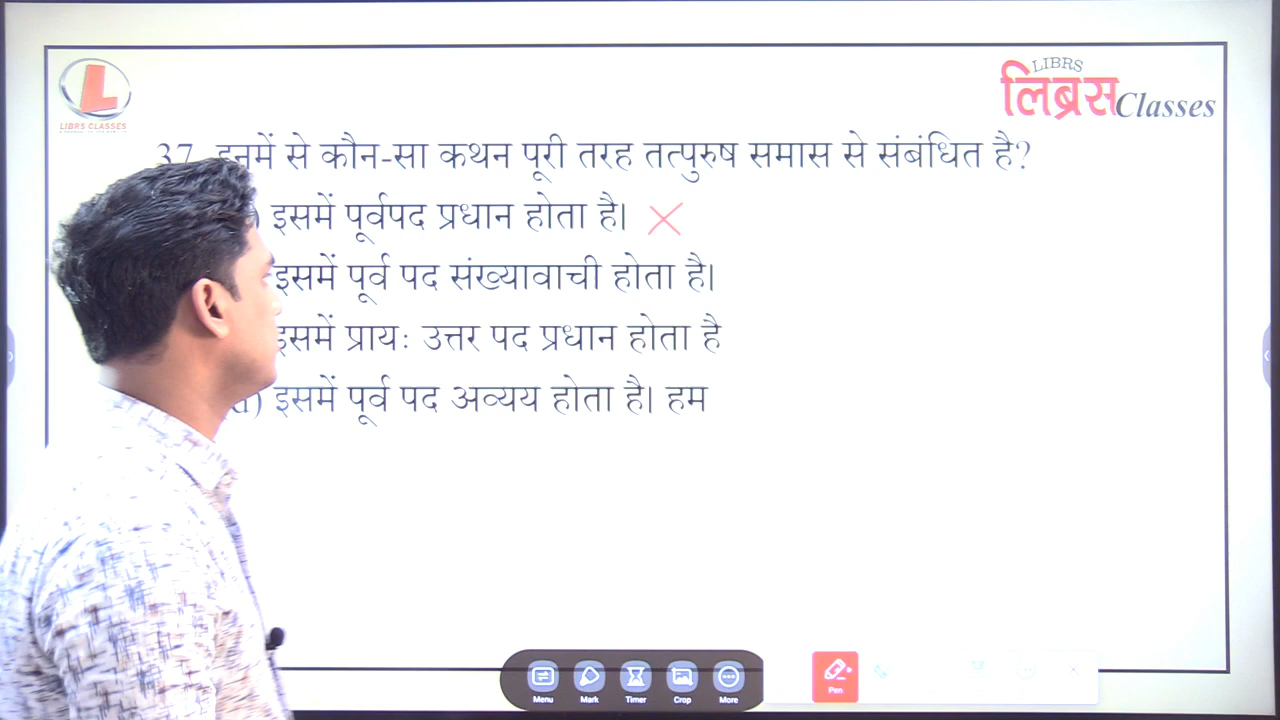 L
LIBRS CLASSES
LIBRS
लिब्रस Classes
37. इनमें से कौन-सा कथन पूरी तरह तत्पुरुष समास से संबंधित है?
इसमें पूर्वपद प्रधान होता है।
इसमें पूर्व पद संख्यावाची होता है।
इसमें प्रायः उत्तर पद प्रधान होता है
(d) इसमें पूर्व पद अव्यय होता है। हम
Menu Mark Timer Crop More Pen